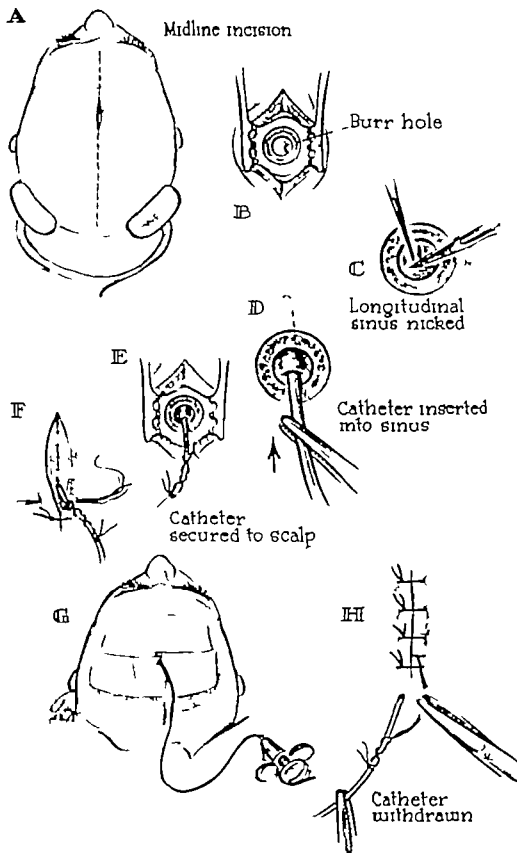 A
Midline incision
Burr hole
B
C
Longitudinal
sinus nicked
D
E
Catheter inserted
into sinus
F
Catheter
secured to scalp
G
H
Catheter
withdrawn